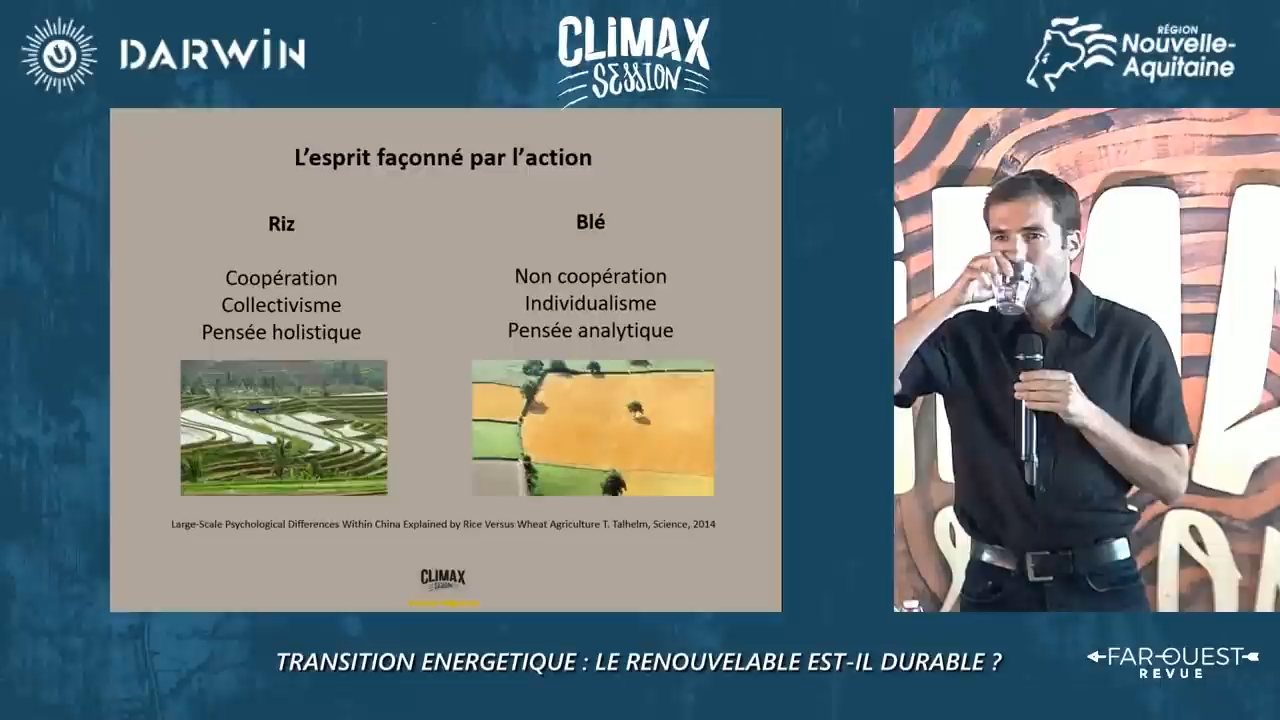 DARWIN
CLIMAX
SESSION
RÉGION
Nouvelle-
Aquitaine
L'esprit façonné par l'action
Riz
Blé
Coopération
Collectivisme
Pensée holistique
Non coopération
Individualisme
Pensée analytique
Large-Scale Psychological Differences Within China Explained by Rice Versus Wheat Agriculture T. Talhelm, Science, 2014
CLIMAX
SESSION
TRANSITION ENERGETIQUE : LE RENOUVELABLE EST-IL DURABLE ?
FAR OUEST
REVUE